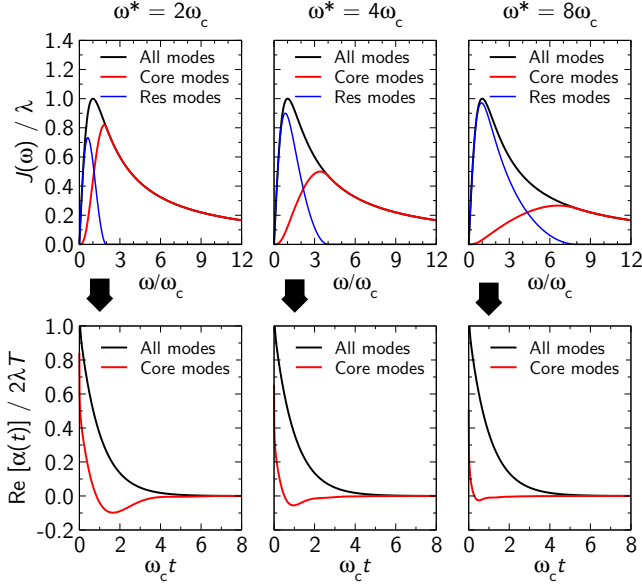 ω* = 2ω_c ω* = 4ω_c ω* = 8ω_c
1.4
1.2
1.0
0.8
0.6
0.4
0.2
0.0
J(ω) / λ
All modes
Core modes
Res modes
All modes
Core modes
Res modes
All modes
Core modes
Res modes
0 3 6 9 12 0 3 6 9 12 0 3 6 9 12
ω/ω_c ω/ω_c ω/ω_c
1.0
0.8
0.6
0.4
0.2
0.0
-0.2
Re [α(t)] / 2λT
All modes
Core modes
All modes
Core modes
All modes
Core modes
0 2 4 6 8 0 2 4 6 8 0 2 4 6 8
ω_c t ω_c t ω_c t